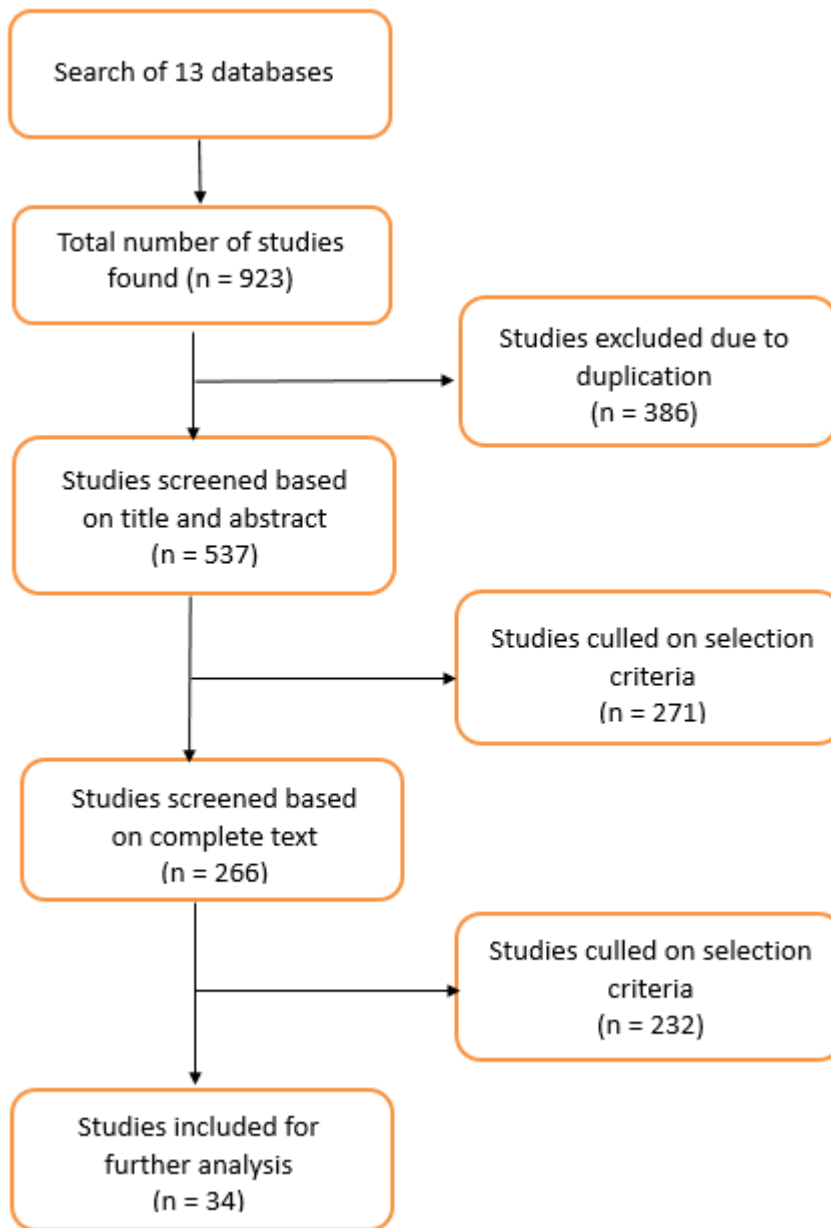 Search of 13 databases
Total number of studies
found (n = 923)
Studies excluded due to
duplication
(n = 386)
Studies screened based
on title and abstract
(n = 537)
Studies culled on selection
criteria
(n = 271)
Studies screened based
on complete text
(n = 266)
Studies culled on selection
criteria
(n = 232)
Studies included for
further analysis
(n = 34)